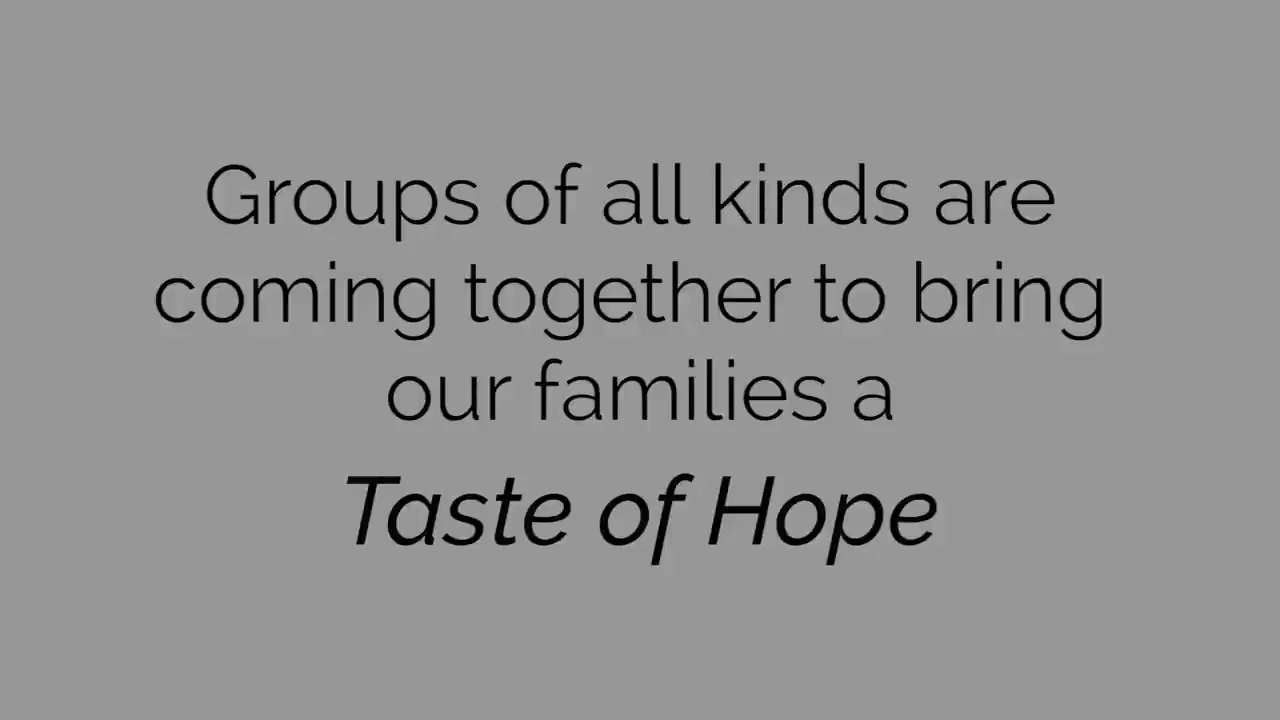 Groups of all kinds are
coming together to bring
our families a
Taste of Hope